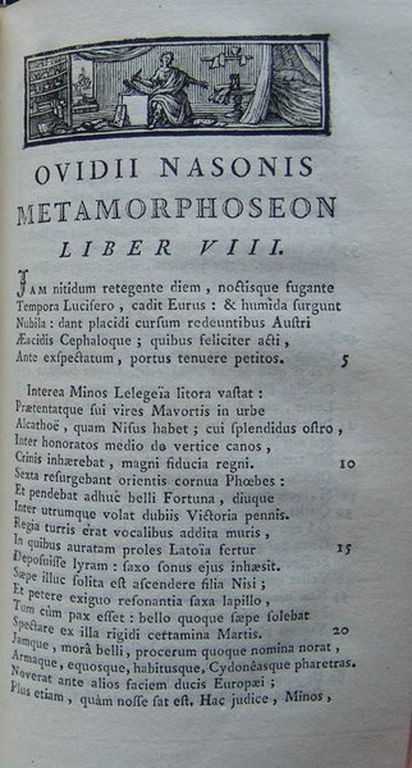 OVIDII NASONIS
METAMORPHOSEON
LIBER VIII.
JAM nitidum retegente diem, noctiſque fugante
Tempora Lucifero, cadit Eurus: & humida ſurgunt
Nubila: dant placidi curſum redeuntibus Auſtri
Æacidis Cephaloque; quibus feliciter acti,
Ante exſpectatum, portus tenuere petitos. 5
Interea Minos Lelegeïa litora vaſtat:
Prætentatque ſui vires Mavortis in urbe
Alcathoë, quam Niſus habet; cui ſplendidus oſtro,
Inter honoratos medio de vertice canos,
Crinis inhærebat, magni fiducia regni. 10
Sexta reſurgebant orientis cornua Phœbes:
Et pendebat adhuc belli Fortuna, diuque
Inter utrumque volat dubiis Victoria pennis.
Regia turris erat vocalibus addita muris,
In quibus auratam proles Latoïa fertur 15
Depoſuiſſe lyram: ſaxo ſonus ejus inhæſit.
Sæpe illuc ſolita eſt aſcendere filia Niſi;
Et petere exiguo reſonantia ſaxa lapillo,
Tum cùm pax eſſet: bello quoque ſæpe ſolebat
Spectare ex illa rigidi certamina Martis. 20
Jamque, morâ belli, procerum quoque nomina norat,
Armaque, equoſque, habituſque, Cydonêaſque pharetras.
Noverat ante alios faciem ducis Europæi;
Plus etiam, quàm noſſe ſat eſt. Hac judice, Minos,